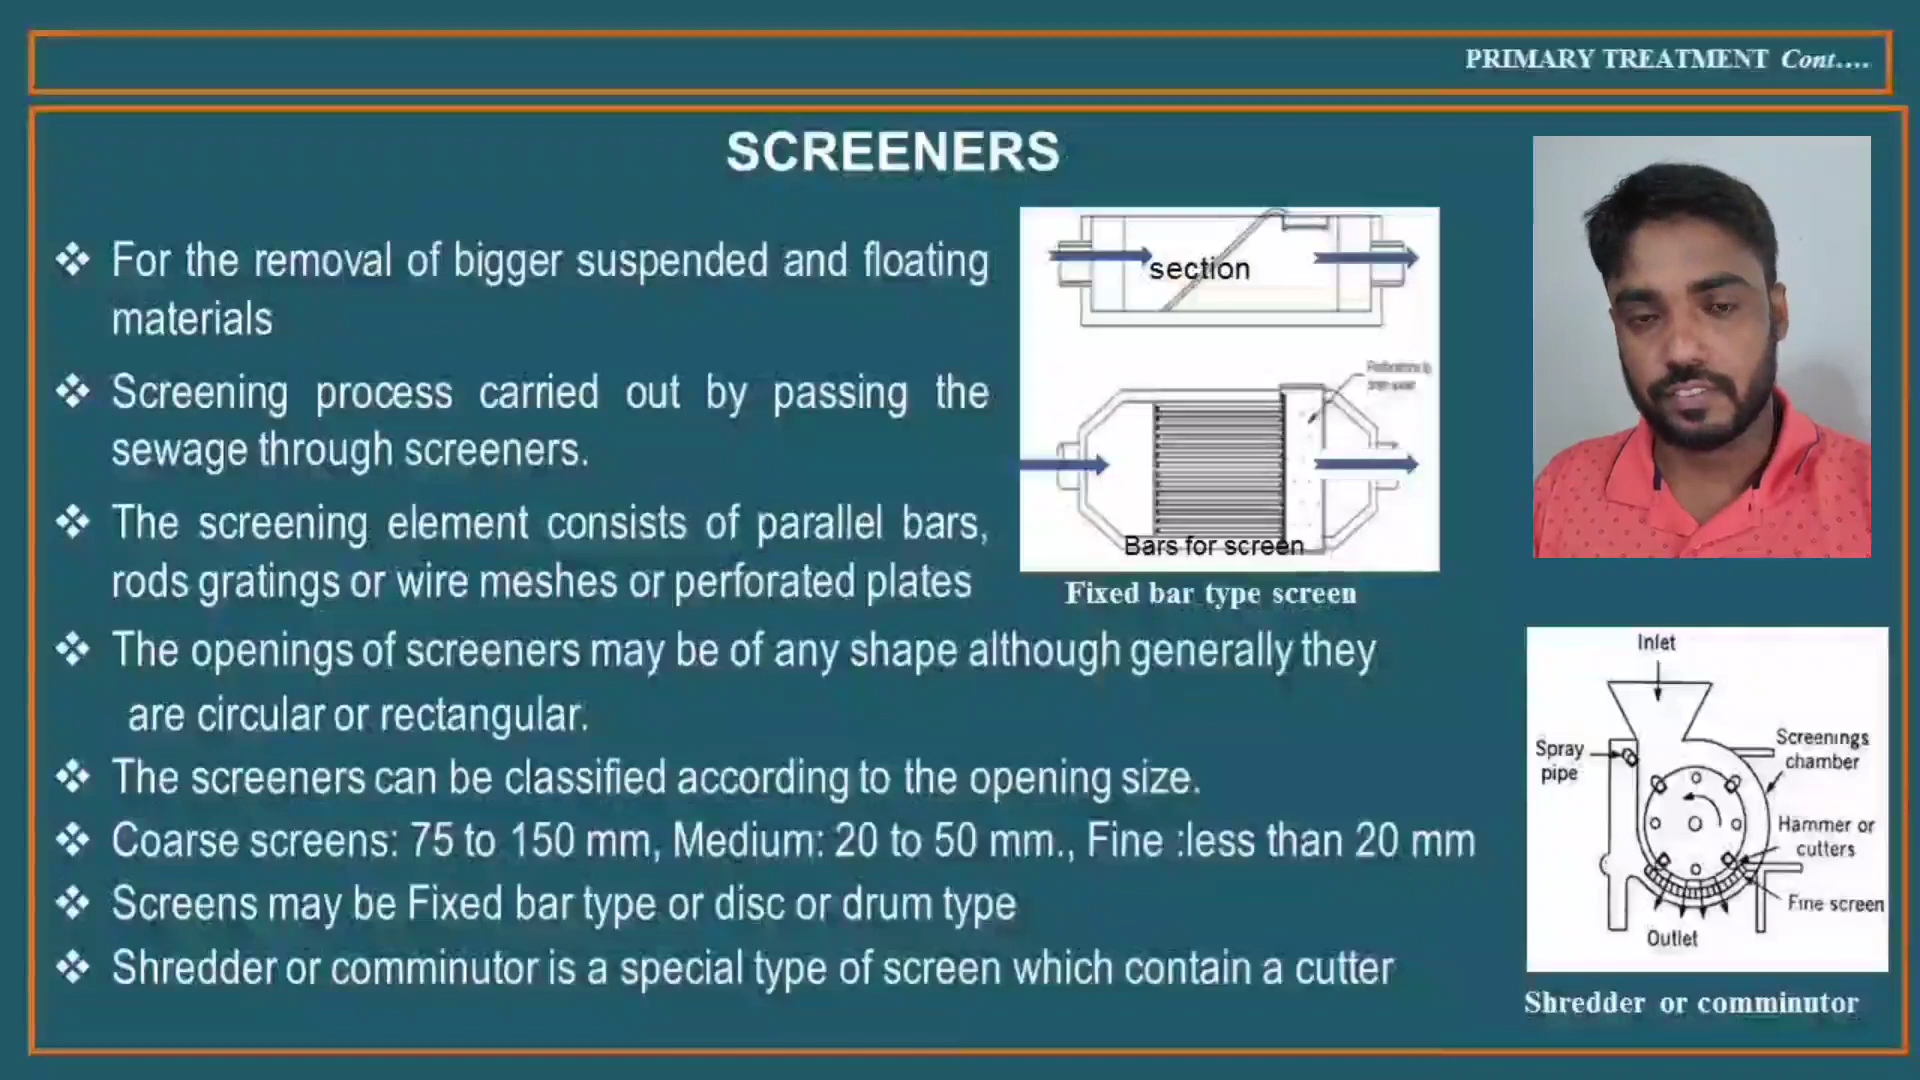 PRIMARY TREATMENT Cont....
SCREENERS
❖ For the removal of bigger suspended and floating
materials
❖ Screening process carried out by passing the
sewage through screeners.
❖ The screening element consists of parallel bars,
rods gratings or wire meshes or perforated plates
❖ The openings of screeners may be of any shape although generally they
are circular or rectangular.
❖ The screeners can be classified according to the opening size.
❖ Coarse screens: 75 to 150 mm, Medium: 20 to 50 mm., Fine :less than 20 mm
❖ Screens may be Fixed bar type or disc or drum type
❖ Shredder or comminutor is a special type of screen which contain a cutter
section
Bars for screen
Fixed bar type screen
Inlet
Spray
pipe
Screenings
chamber
Hammer or
cutters
Fine screen
Outlet
Shredder or comminutor